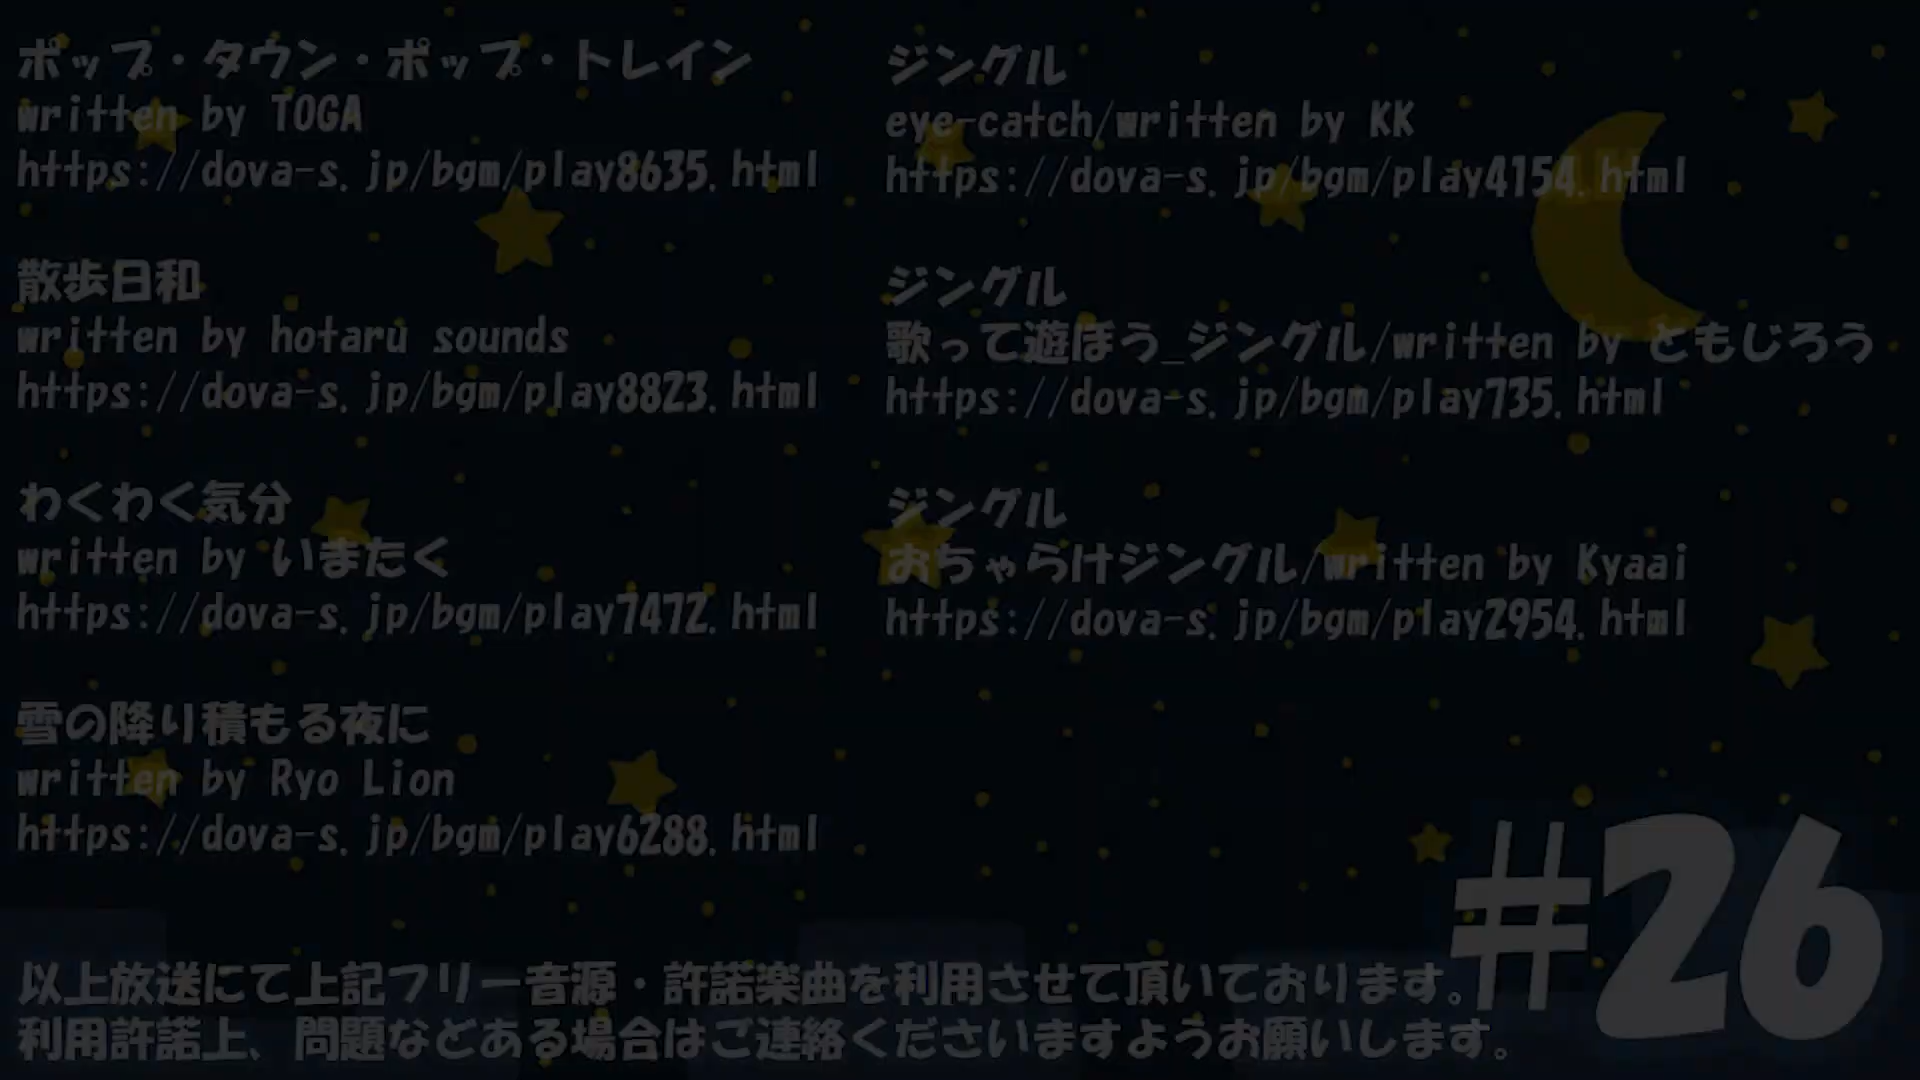 ポップ・タウン・ポップ・トレイン
written by TOGA
https://dova-s.jp/bgm/play8635.html
散歩日和
written by hotaru sounds
https://dova-s.jp/bgm/play8823.html
わくわく気分
written by いまたく
https://dova-s.jp/bgm/play7472.html
雪の降り積もる夜に
written by Ryo Lion
https://dova-s.jp/bgm/play6288.html
ジングル
eye-catch/written by KK
https://dova-s.jp/bgm/play4154.html
ジングル
歌って遊ぼう_ジングル/written by ともじろう
https://dova-s.jp/bgm/play735.html
ジングル
おちゃらけジングル/written by Kyaai
https://dova-s.jp/bgm/play2954.html
#26
以上放送にて上記フリー音源・許諾楽曲を利用させて頂いております。
利用許諾上、問題などある場合はご連絡くださいますようお願いします。